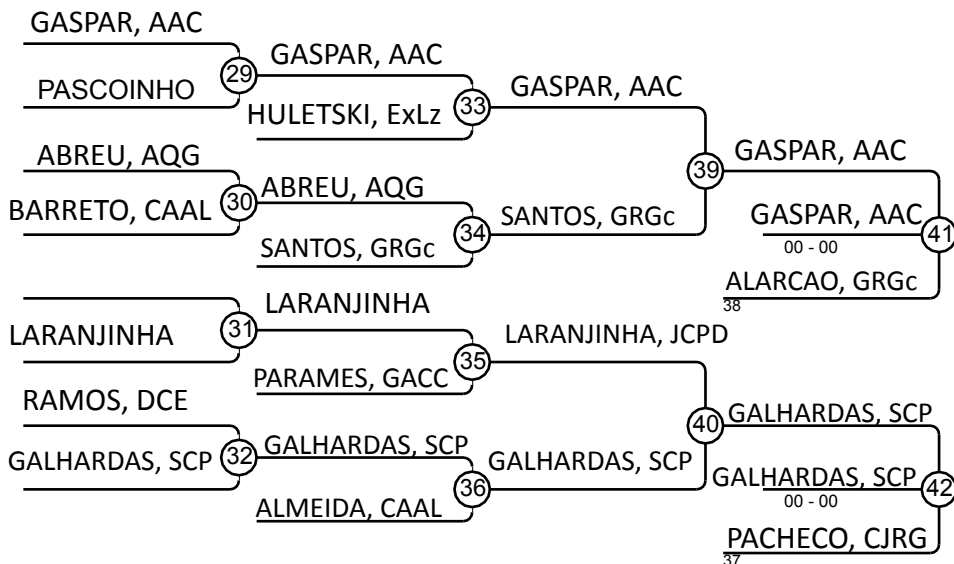 GASPAR, AAC
29
PASCOINHO
GASPAR, AAC
33
HULETSKI, ExLz
GASPAR, AAC
ABREU, AQG
30
BARRETO, CAAL
ABREU, AQG
34
SANTOS, GRGc
SANTOS, GRGc
39
GASPAR, AAC
GASPAR, AAC
00 - 00
41
ALARCAO, GRGc
38
31
LARANJINHA
LARANJINHA
35
PARAMES, GACC
LARANJINHA, JCPD
RAMOS, DCE
32
GALHARDAS, SCP
GALHARDAS, SCP
36
ALMEIDA, CAAL
GALHARDAS, SCP
40
GALHARDAS, SCP
GALHARDAS, SCP
00 - 00
42
PACHECO, CJRG
37